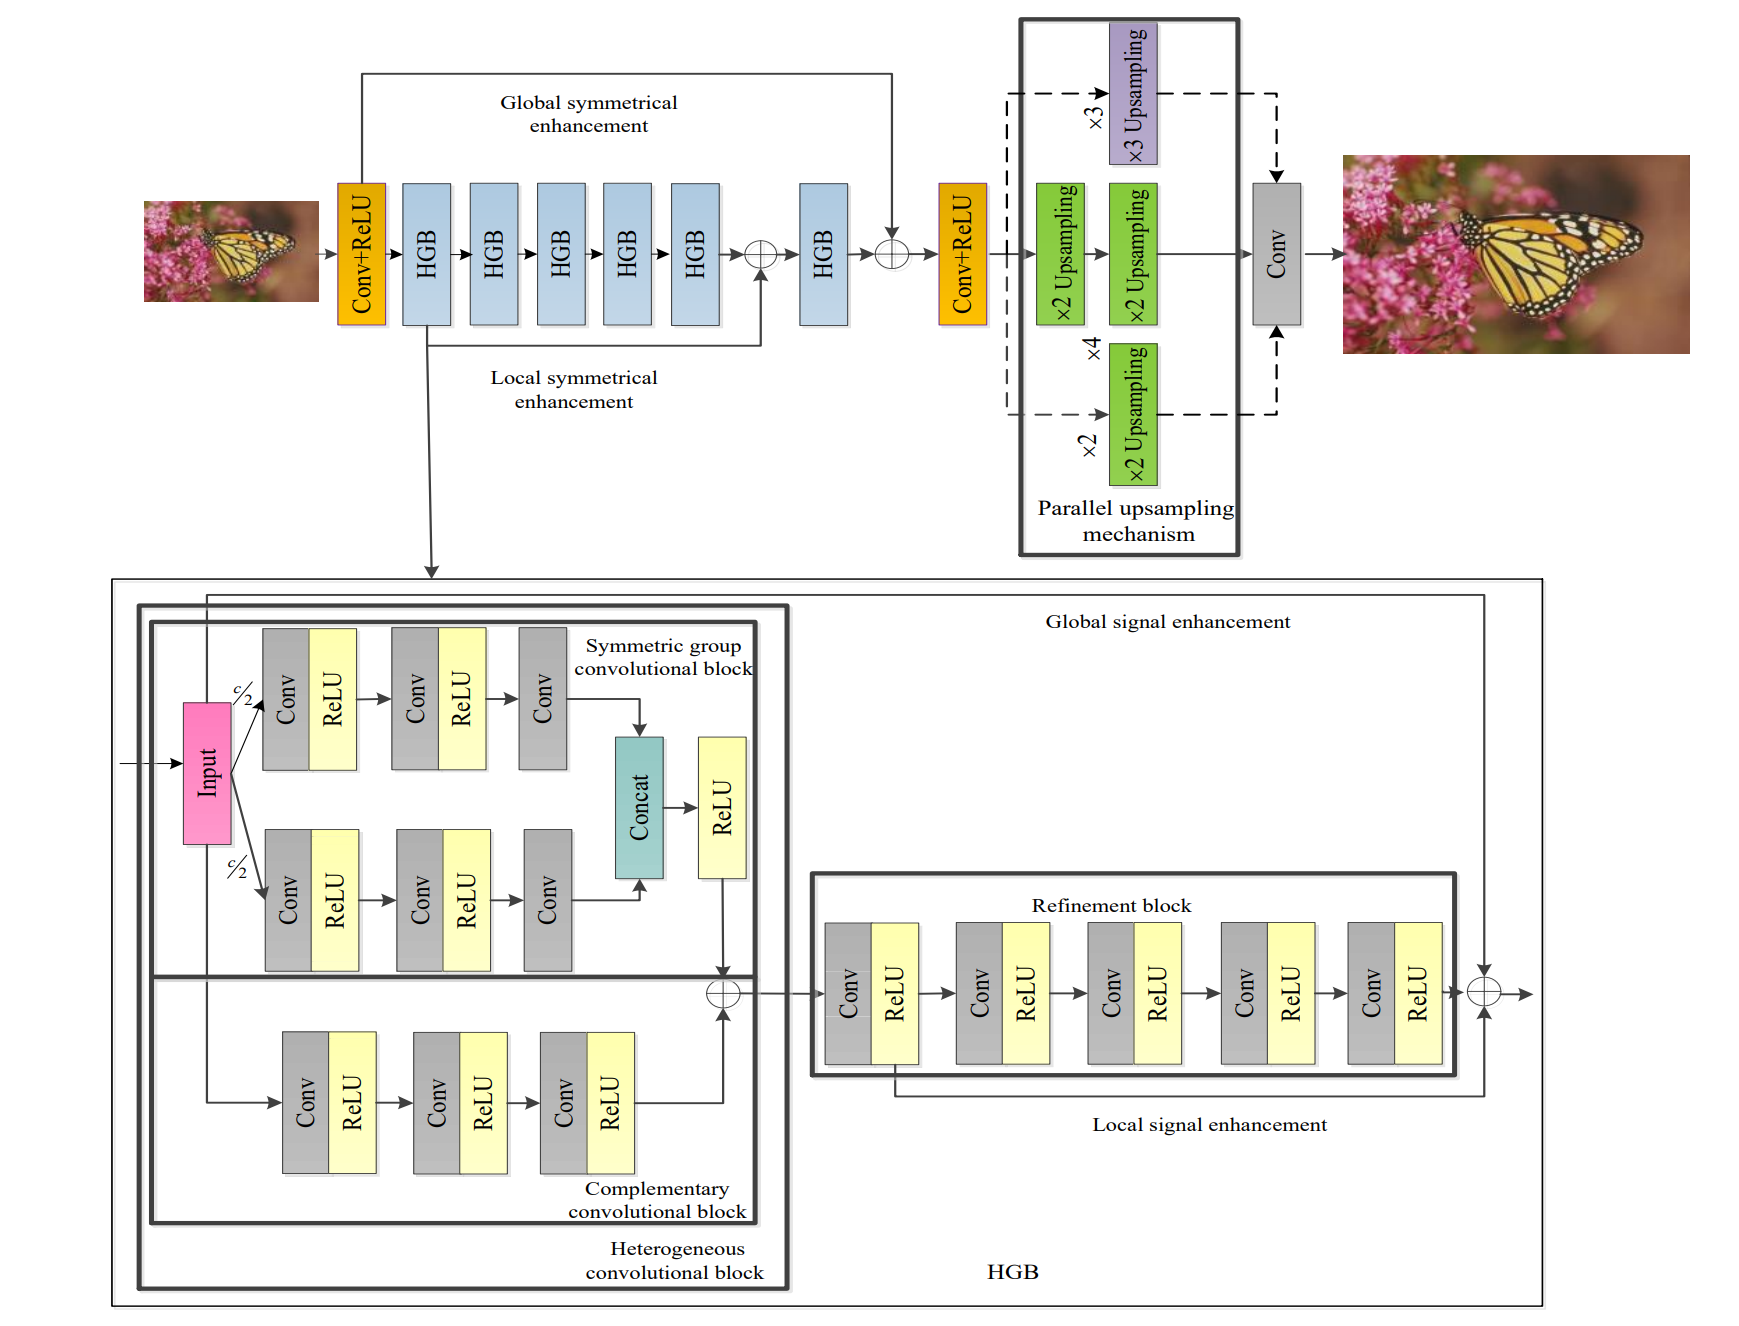 Global symmetrical
enhancement
Conv+ReLU
HGB
HGB
HGB
HGB
HGB
HGB
Conv+ReLU
Local symmetrical
enhancement
×3
×3 Upsampling
×2 Upsampling
×2 Upsampling
×4
×2
×2 Upsampling
Conv
Parallel upsampling
mechanism
Global signal enhancement
Symmetric group
convolutional block
Input
c/2
Conv
ReLU
Conv
ReLU
Conv
c/2
Conv
ReLU
Conv
ReLU
Conv
Concat
ReLU
Conv
ReLU
Conv
ReLU
Conv
ReLU
Complementary
convolutional block
Heterogeneous
convolutional block
Refinement block
Conv
ReLU
Conv
ReLU
Conv
ReLU
Conv
ReLU
Conv
ReLU
Local signal enhancement
HGB